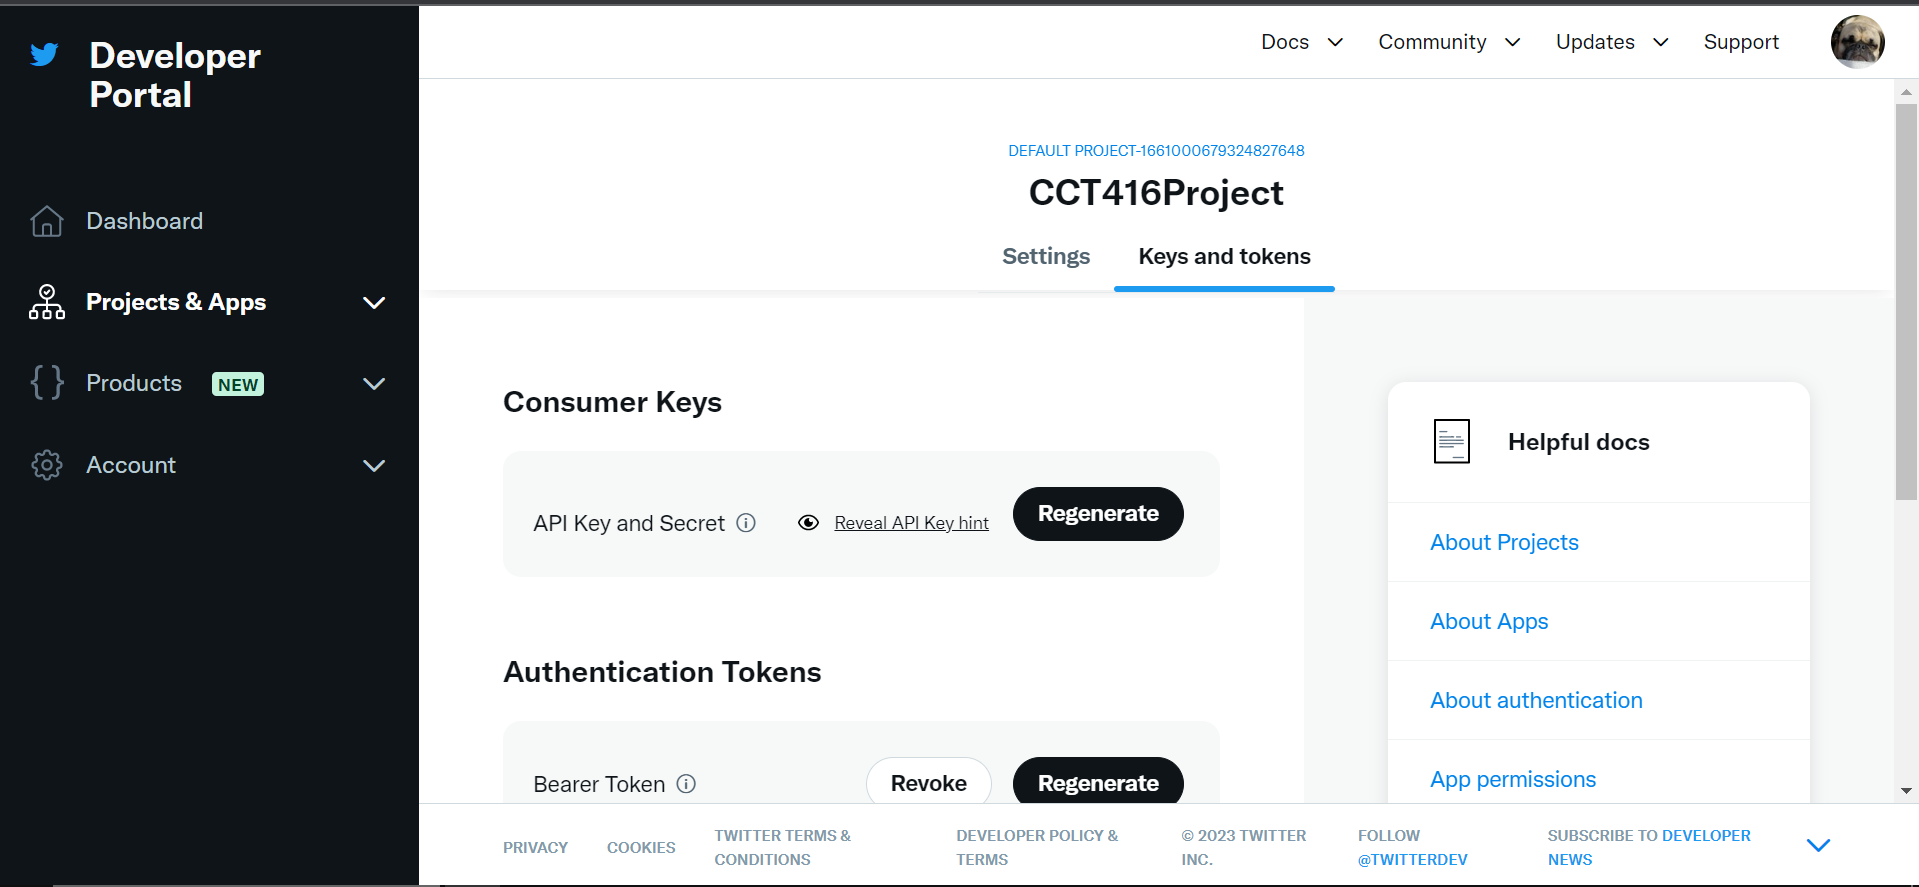 Developer
Portal
Dashboard
Projects & Apps
Products NEW
Account
Docs Community Updates Support
DEFAULT PROJECT-1661000679324827648
CCT416Project
Settings Keys and tokens
Consumer Keys
API Key and Secret Reveal API Key hint Regenerate
Authentication Tokens
Bearer Token Revoke Regenerate
Helpful docs
About Projects
About Apps
About authentication
App permissions
PRIVACY
COOKIES
TWITTER TERMS &
CONDITIONS
DEVELOPER POLICY &
TERMS
© 2023 TWITTER
INC.
FOLLOW
@TWITTERDEV
SUBSCRIBE TO DEVELOPER
NEWS